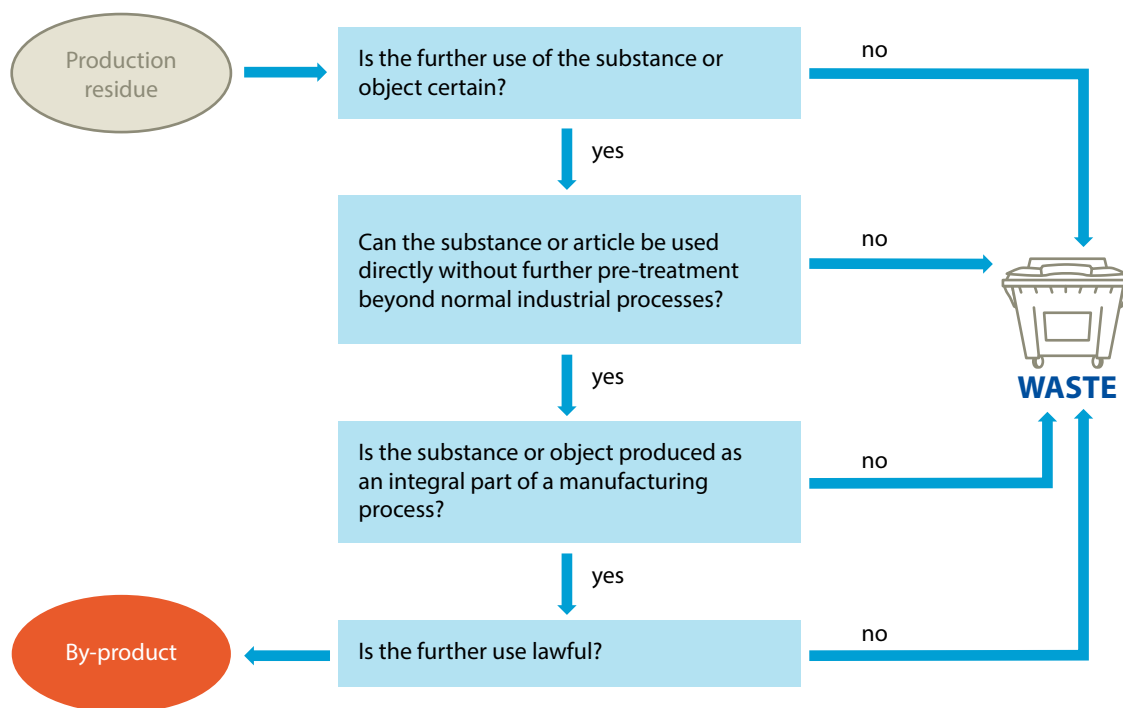 Production
residue
Is the further use of the substance or
object certain?
no
yes
Can the substance or article be used
directly without further pre-treatment
beyond normal industrial processes?
no
WASTE
yes
Is the substance or object produced as
an integral part of a manufacturing
process?
no
yes
By-product
Is the further use lawful?
no